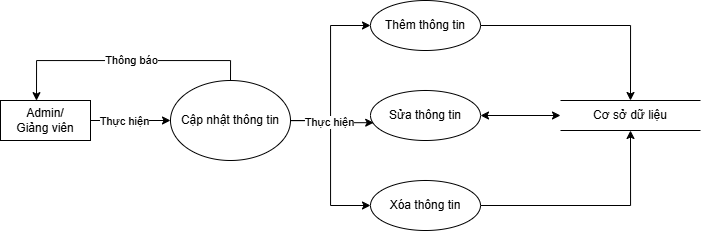 Thêm thông tin
Thông báo
Admin/
Giảng viên
Thực hiện
Cập nhật thông tin
Thực hiện
Sửa thông tin
Cơ sở dữ liệu
Xóa thông tin